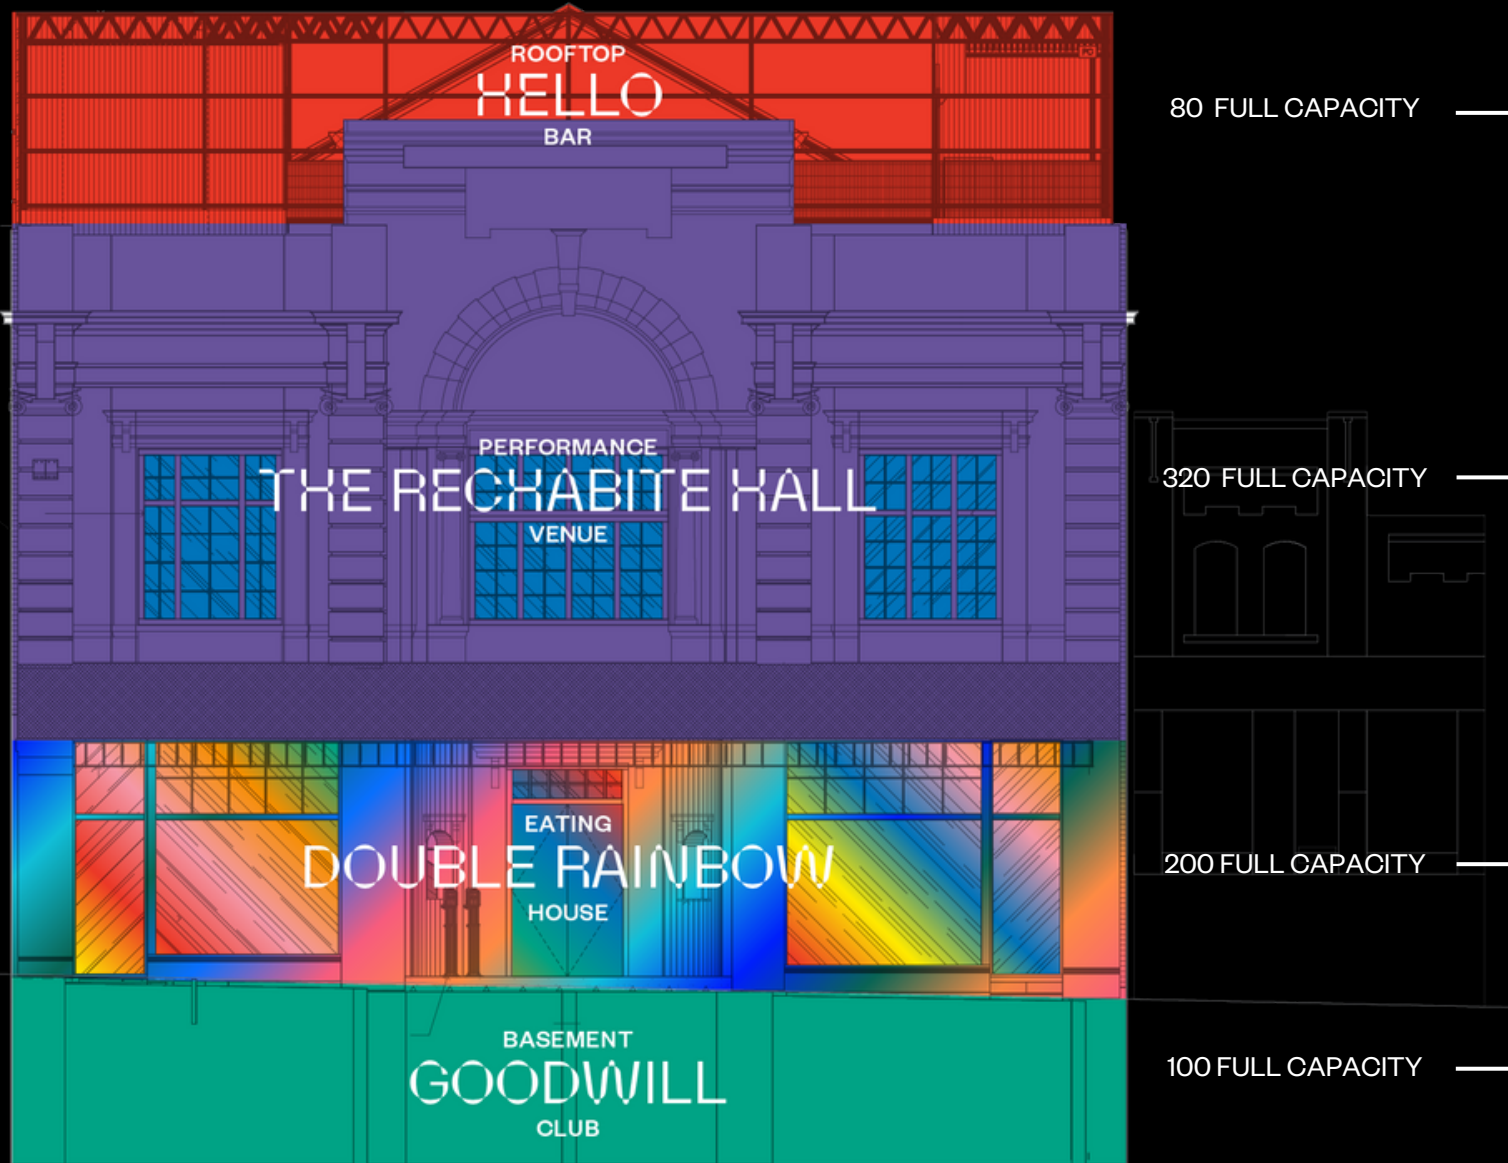 ROOFTOP
HELLO
BAR
80 FULL CAPACITY
PERFORMANCE
THE RECHABITE HALL
VENUE
320 FULL CAPACITY
EATING
DOUBLE RAINBOW
HOUSE
200 FULL CAPACITY
BASEMENT
GOODWILL
CLUB
100 FULL CAPACITY